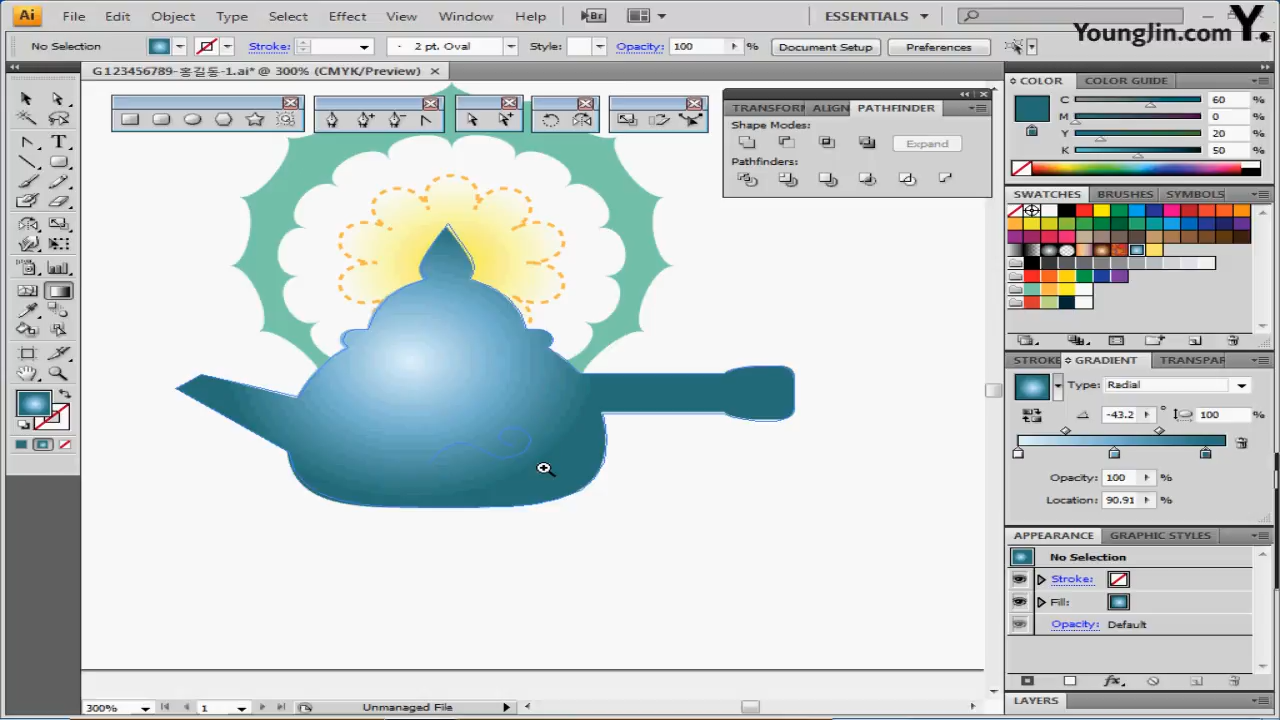 Ai File Edit Object Type Select Effect View Window Help Br ESSENTIALS
YoungJin.com Y.
No Selection Stroke: 2 pt. Oval Style: Opacity: 100 % Document Setup Preferences
G123456789-홍길동-1.ai* @ 300% (CMYK/Preview)
COLOR COLOR GUIDE
C 60 %
M 0 %
Y 20 %
K 50 %
TRANSFORM ALIGN PATHFINDER
Shape Modes:
Expand
Pathfinders:
SWATCHES BRUSHES SYMBOLS
STROKE GRADIENT TRANSPAR
Type: Radial
-43.2 ° 100 %
Opacity: 100 %
Location: 90.91 %
APPEARANCE GRAPHIC STYLES
No Selection
Stroke:
Fill:
Opacity: Default
LAYERS
300% 1 Unmanaged File